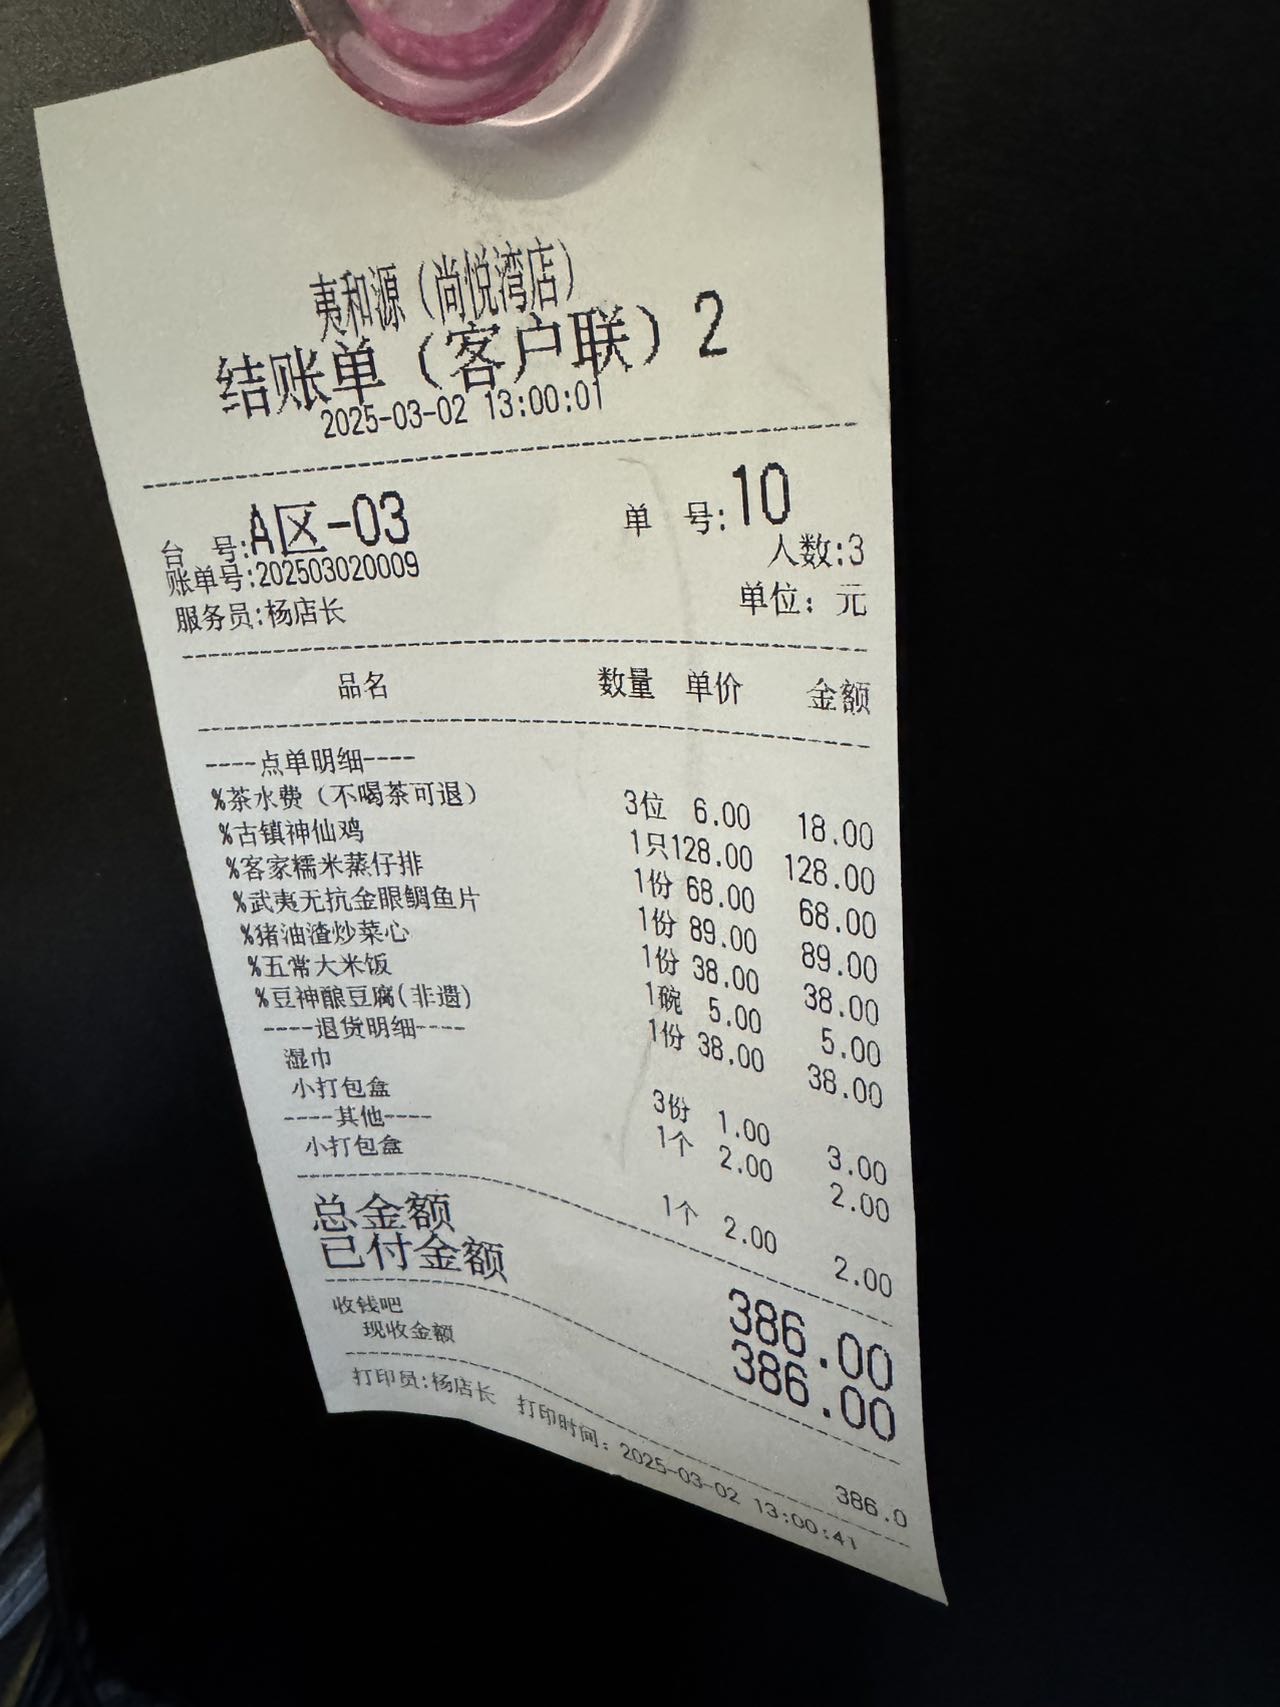 夷和源（尚悦湾店）
结账单（客户联）2
2025-03-02 13:00:01
台 号:A区-03 单 号:10
账单号:202503020009 人数:3
服务员:杨店长 单位: 元
品名 数量 单价 金额
----点单明细----
%茶水费（不喝茶可退） 3位 6.00 18.00
%古镇神仙鸡 1只128.00 128.00
%客家糯米蒸仔排 1份 68.00 68.00
%武夷无抗金眼鲷鱼片 1份 89.00 89.00
%猪油渣炒菜心 1份 38.00 38.00
%五常大米饭 1碗 5.00 5.00
%豆神酿豆腐(非遗) 1份 38.00 38.00
----退货明细----
湿巾 3份 1.00 3.00
小打包盒 1个 2.00 2.00
----其他----
小打包盒 1个 2.00 2.00
总金额 386.00
已付金额 386.00
收钱吧
现收金额 386.0
打印员:杨店长 打印时间: 2025-03-02 13:00:41